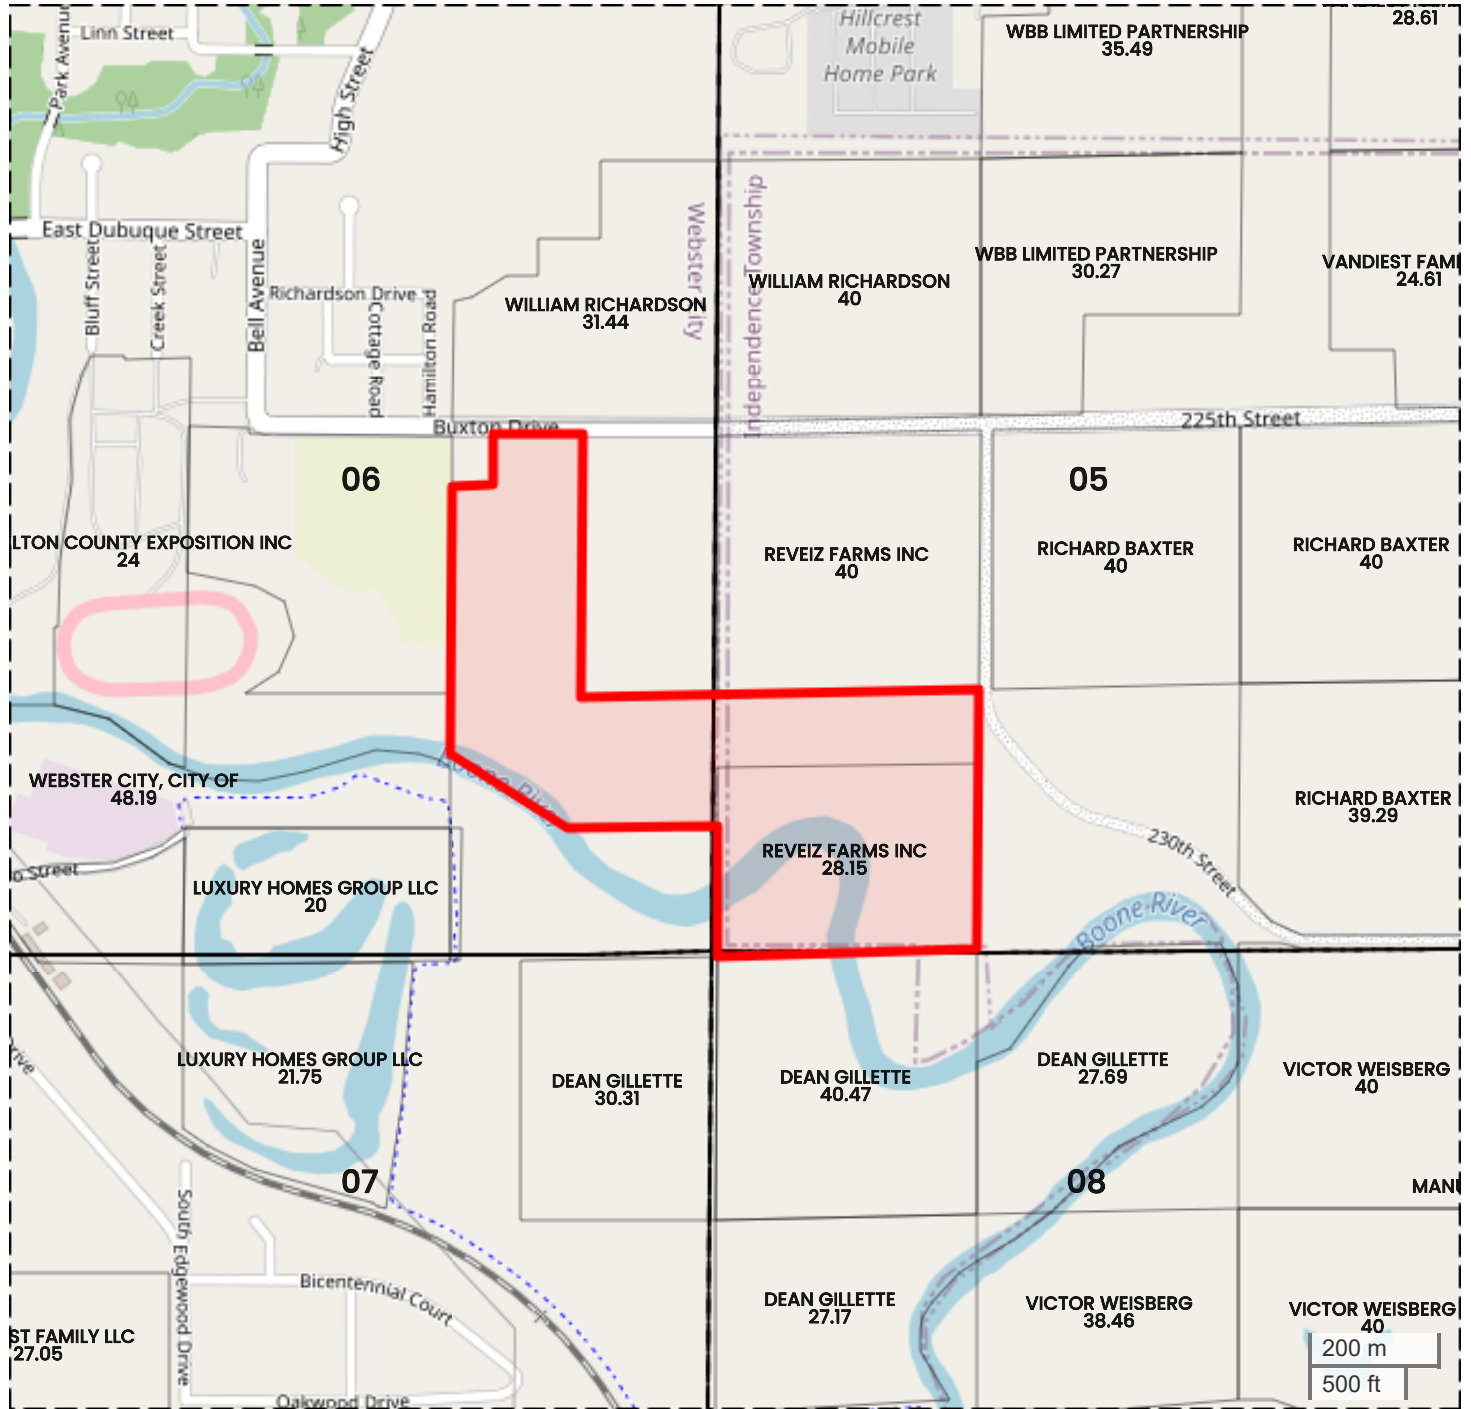 Linn Street
Park Avenu
High Street
Hillcrest
Mobile
Home Park
WBB LIMITED PARTNERSHIP
35.49
28.61
East Dubuque Street
Bluff Street
Creek Street
Bell Avenue
Richardson Drive
Cottage Road
Hamilton Road
WILLIAM RICHARDSON
31.44
Webster City
Independence Township
WILLIAM RICHARDSON
40
WBB LIMITED PARTNERSHIP
30.27
VANDIEST FAMI
24.61
Buxton Drive
225th Street
06
05
LTON COUNTY EXPOSITION INC
24
REVEIZ FARMS INC
40
RICHARD BAXTER
40
RICHARD BAXTER
40
WEBSTER CITY, CITY OF
48.19
Boone River
RICHARD BAXTER
39.29
230th Street
REVEIZ FARMS INC
28.15
o Street
LUXURY HOMES GROUP LLC
20
Boone River
LUXURY HOMES GROUP LLC
21.75
DEAN GILLETTE
30.31
DEAN GILLETTE
40.47
DEAN GILLETTE
27.69
VICTOR WEISBERG
40
rive
07
08
MANU
South Edgewood Drive
Bicentennial Court
DEAN GILLETTE
27.17
VICTOR WEISBERG
38.46
VICTOR WEISBERG
40
ST FAMILY LLC
27.05
Oakwood Drive
200 m
500 ft